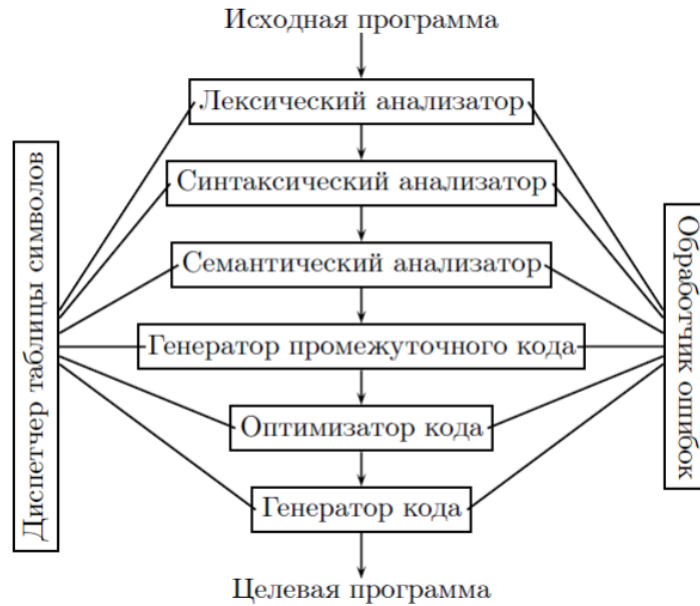 Исходная программа
Лексический анализатор
Синтаксический анализатор
Семантический анализатор
Генератор промежуточного кода
Оптимизатор кода
Генератор кода
Целевая программа
Диспетчер таблицы символов
Обработчик ошибок